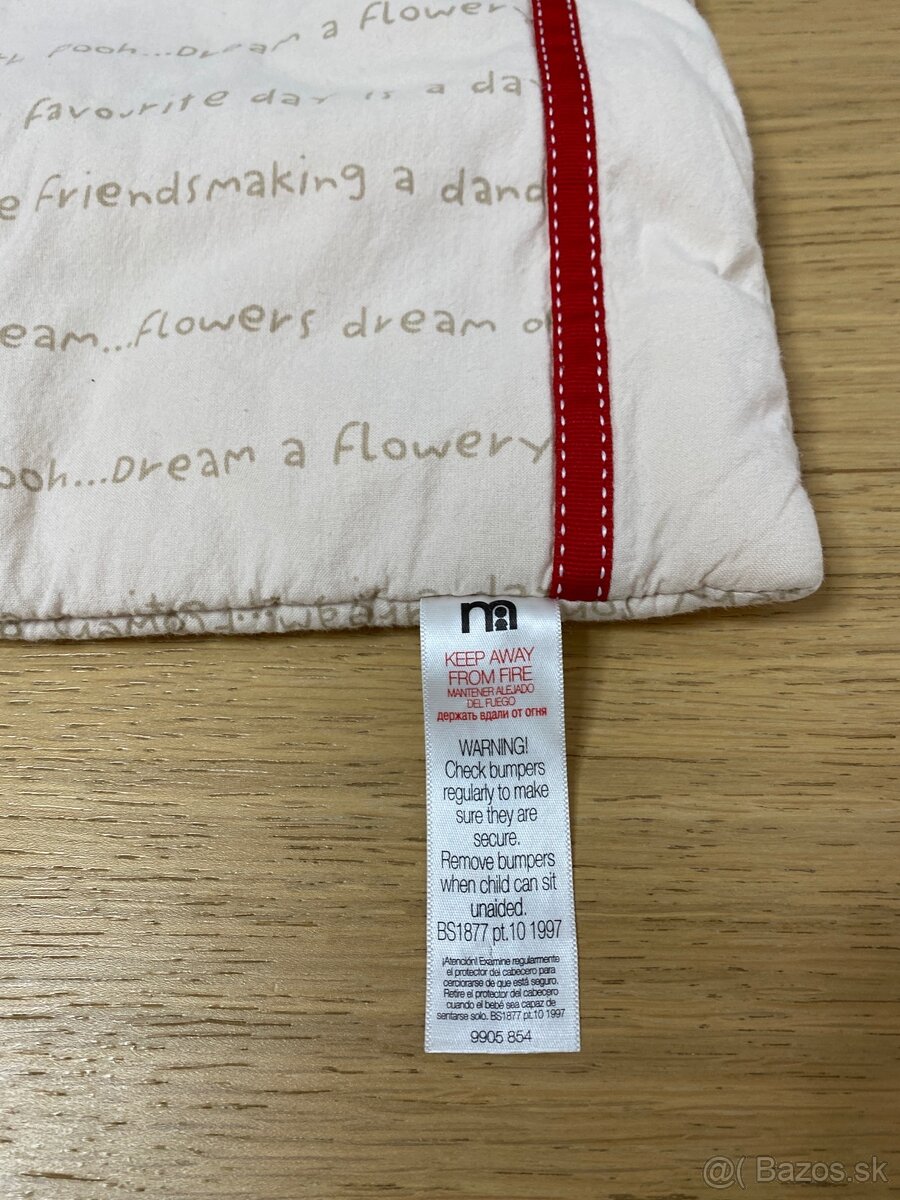 Pooh...Dream a flowery
favourite day is a day
e friendsmaking a dand
eam...flowers dream o
ooh...Dream a flowery
m
KEEP AWAY
FROM FIRE
MANTENER ALEJADO
DEL FUEGO
держать вдали от огня
WARNING!
Check bumpers
regularly to make
sure they are
secure.
Remove bumpers
when child can sit
unaided.
BS1877 pt.10 1997
¡Atención! Examine regularmente
el protector del cabecero para
cerciorarse de que está seguro.
Retire el protector del cabecero
cuando el bebé sea capaz de
sentarse solo. BS1877 pt.10 1997
9905 854
@( Bazos.sk